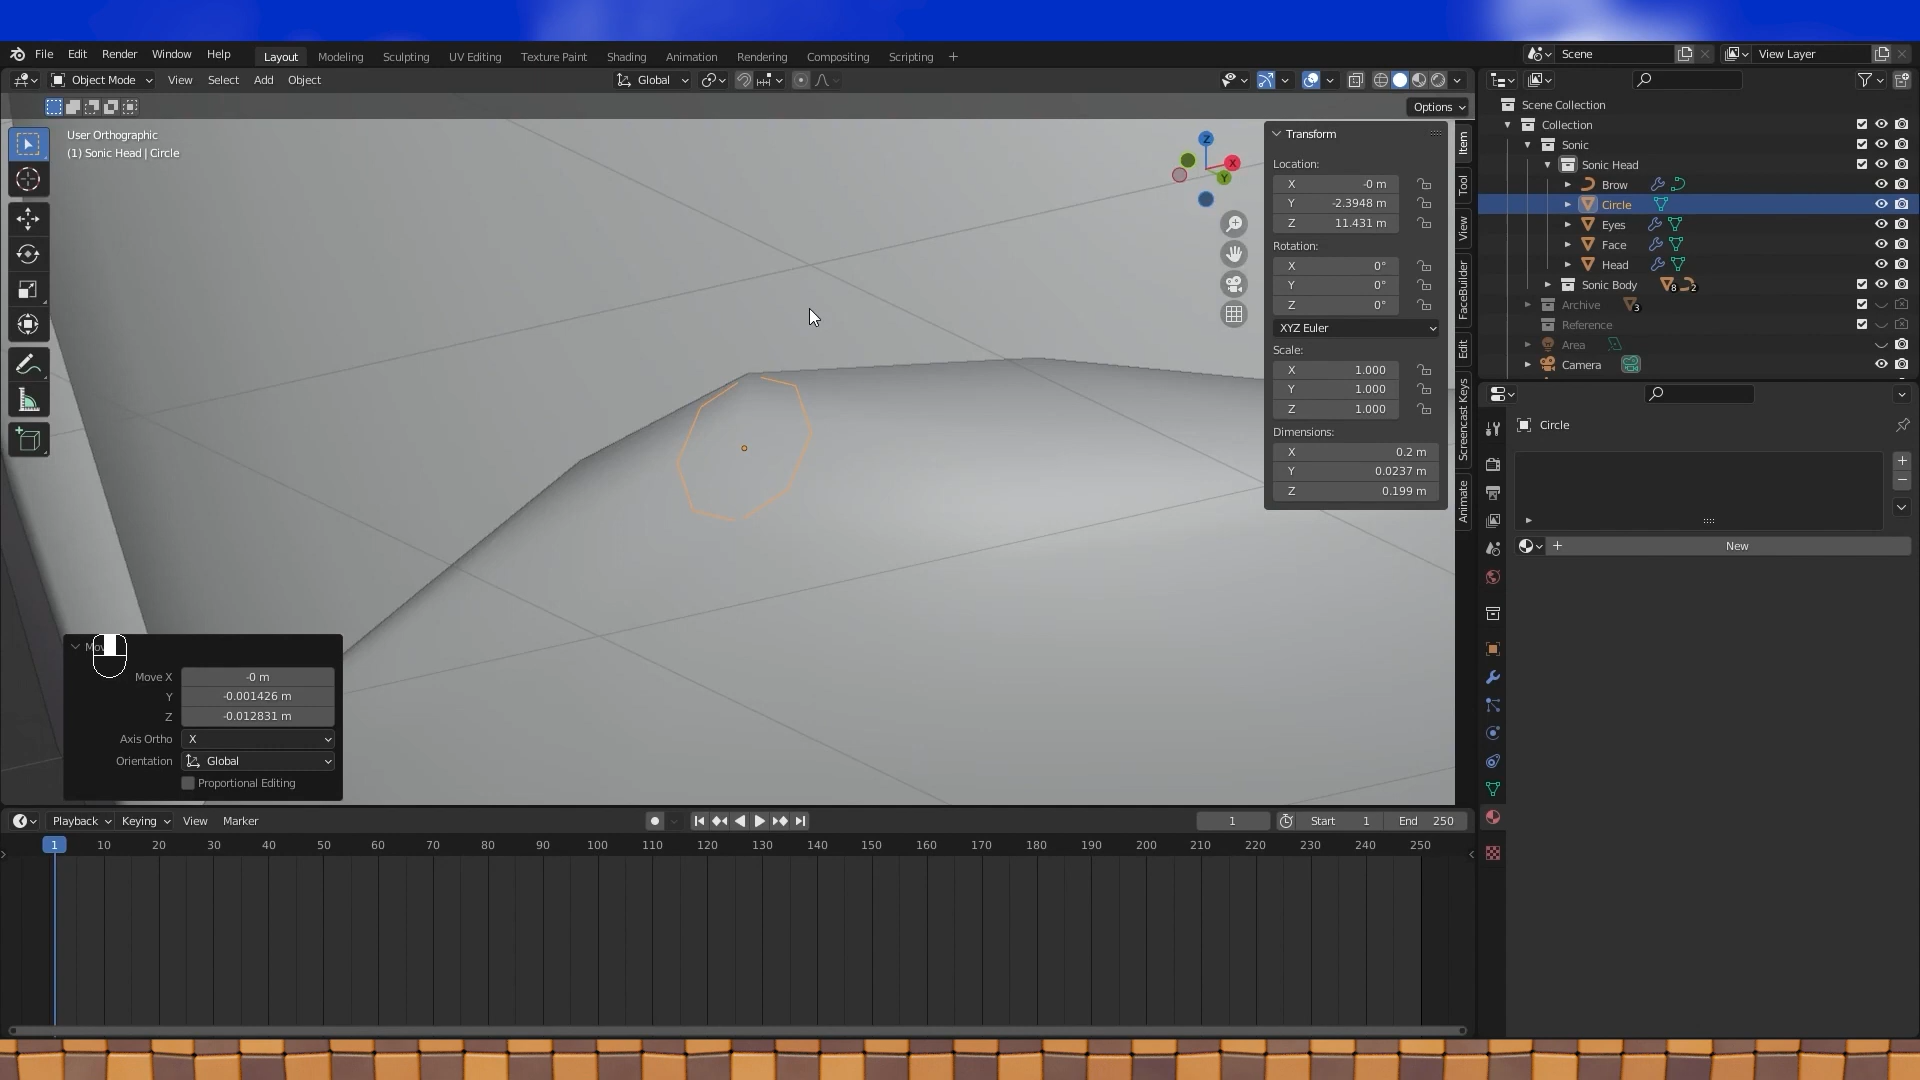 File Edit Render Window Help Layout Modeling Sculpting UV Editing Texture Paint Shading Animation Rendering Compositing Scripting + Scene View Layer
Object Mode View Select Add Object Global
Options
User Orthographic
(1) Sonic Head | Circle
Z
X
Y
Transform
Location:
X -0 m
Y -2.3948 m
Z 11.431 m
Rotation:
X 0°
Y 0°
Z 0°
XYZ Euler
Scale:
X 1.000
Y 1.000
Z 1.000
Dimensions:
X 0.2 m
Y 0.0237 m
Z 0.199 m
Item
Tool
View
FaceBuilder
Edit
Screencast Keys
Animate
Scene Collection
Collection
Sonic
Sonic Head
Brow
Circle
Eyes
Face
Head
Sonic Body 8 2
Archive 3
Reference
Area
Camera
Circle
New
Move X -0 m
Y -0.001426 m
Z -0.012831 m
Axis Ortho X
Orientation Global
Proportional Editing
Playback Keying View Marker 1 Start 1 End 250
1 10 20 30 40 50 60 70 80 90 100 110 120 130 140 150 160 170 180 190 200 210 220 230 240 250